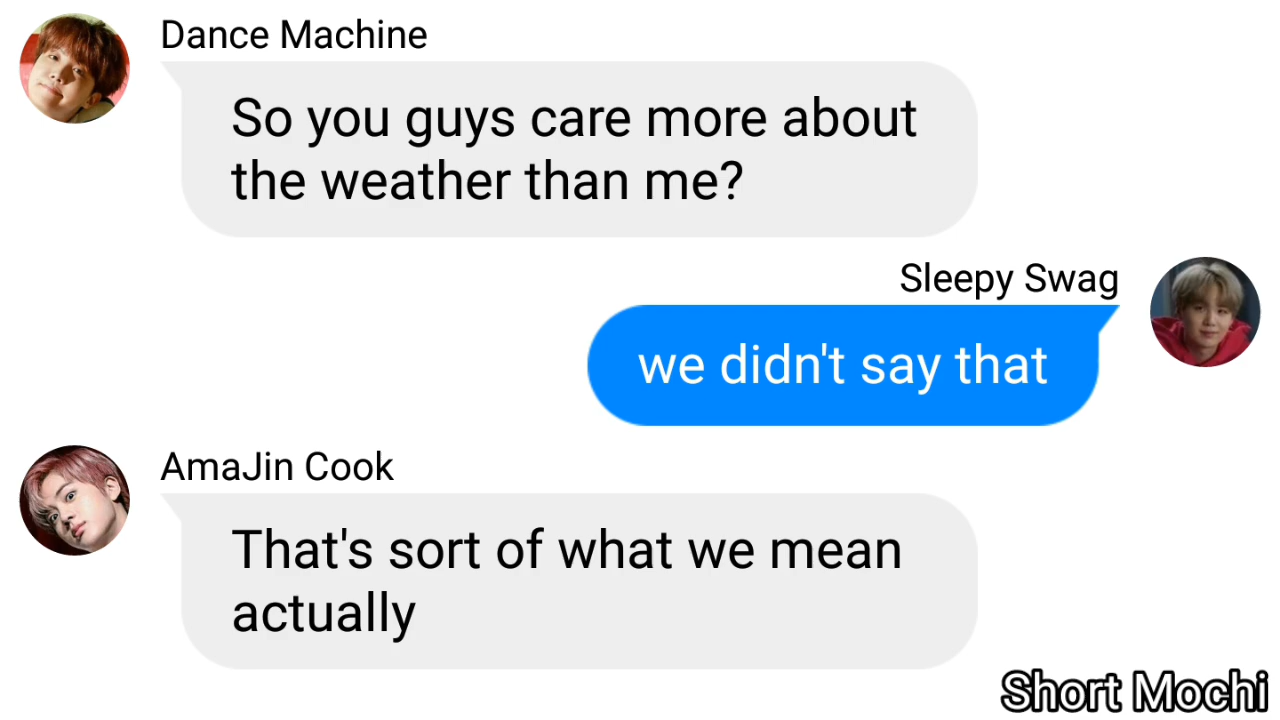 Dance Machine
So you guys care more about
the weather than me?
Sleepy Swag
we didn't say that
AmaJin Cook
That's sort of what we mean
actually
Short Mochi